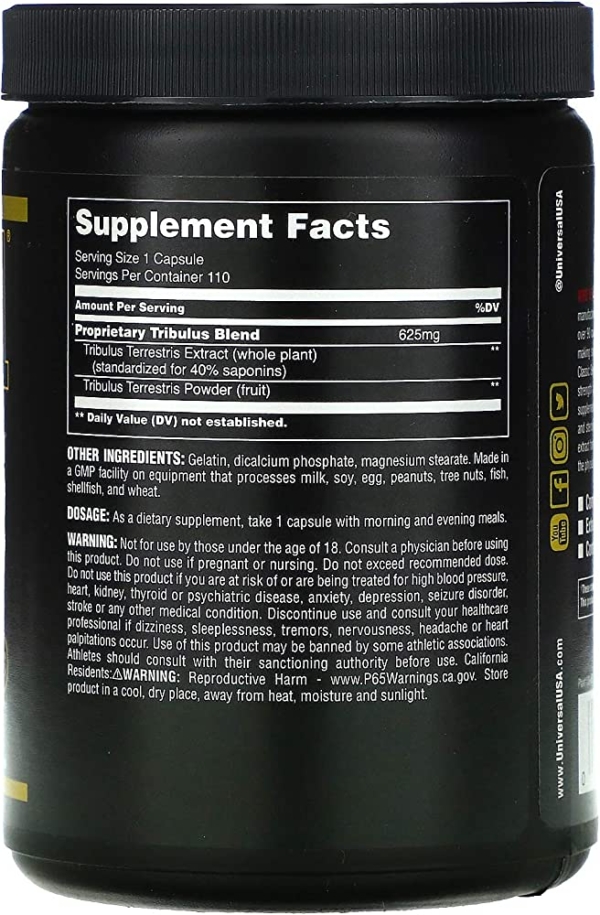 Supplement Facts
Serving Size 1 Capsule
Servings Per Container 110
Amount Per Serving %DV
Proprietary Tribulus Blend 625mg
Tribulus Terrestris Extract (whole plant) **
(standardized for 40% saponins)
Tribulus Terrestris Powder (fruit) **
** Daily Value (DV) not established.
OTHER INGREDIENTS: Gelatin, dicalcium phosphate, magnesium stearate. Made in
a GMP facility on equipment that processes milk, soy, egg, peanuts, tree nuts, fish,
shellfish, and wheat.
DOSAGE: As a dietary supplement, take 1 capsule with morning and evening meals.
WARNING: Not for use by those under the age of 18. Consult a physician before using
this product. Do not use if pregnant or nursing. Do not exceed recommended dose.
Do not use this product if you are at risk of or are being treated for high blood pressure,
heart, kidney, thyroid or psychiatric disease, anxiety, depression, seizure disorder,
stroke or any other medical condition. Discontinue use and consult your healthcare
professional if dizziness, sleeplessness, tremors, nervousness, headache or heart
palpitations occur. Use of this product may be banned by some athletic associations.
Athletes should consult with their sanctioning authority before use. California
Residents:⚠WARNING: Reproductive Harm - www.P65Warnings.ca.gov. Store
product in a cool, dry place, away from heat, moisture and sunlight.
@UniversalUSA
You
Tube
www.UniversalUSA.com